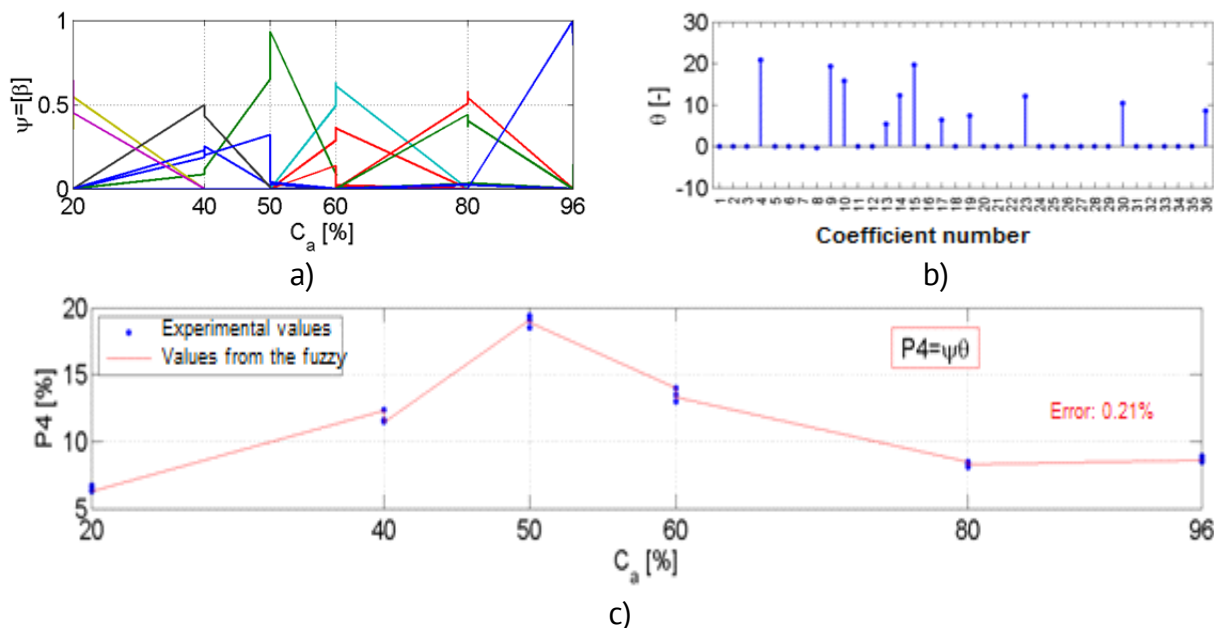 1
0.5
0
ψ=[β]
20 40 50 60 80 96
C_a [%]
a)
30
20
10
0
-10
θ [-]
1 2 3 4 5 6 7 8 9 10 11 12 13 14 15 16 17 18 19 20 21 22 23 24 25 26 27 28 29 30 31 32 33 34 35 36
Coefficient number
b)
20
15
10
5
P4 [%]
Experimental values
Values from the fuzzy
P4=ψθ
Error: 0.21%
20 40 50 60 80 96
C_a [%]
c)